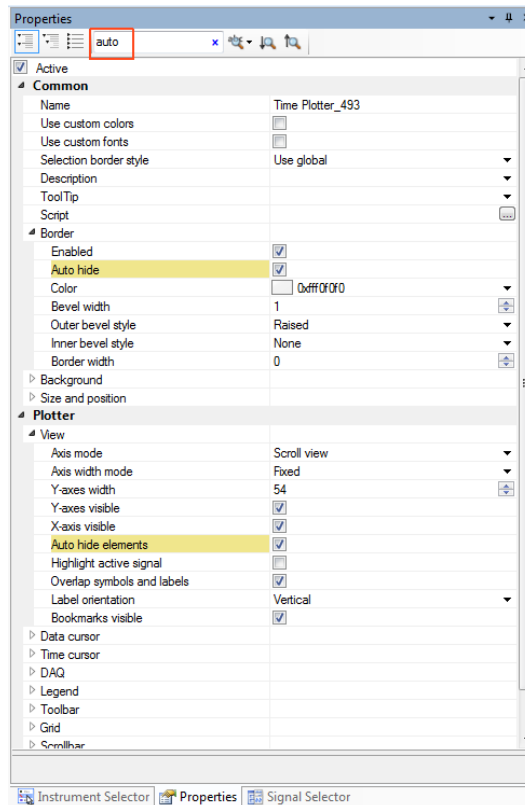 Properties
auto
Active
Common
Name Time Plotter_493
Use custom colors
Use custom fonts
Selection border style Use global
Description
ToolTip
Script ...
Border
Enabled
Auto hide
Color 0xfff0f0f0
Bevel width 1
Outer bevel style Raised
Inner bevel style None
Border width 0
Background
Size and position
Plotter
View
Axis mode Scroll view
Axis width mode Fixed
Y-axes width 54
Y-axes visible
X-axis visible
Auto hide elements
Highlight active signal
Overlap symbols and labels
Label orientation Vertical
Bookmarks visible
Data cursor
Time cursor
DAQ
Legend
Toolbar
Grid
Scrollbar
Instrument Selector Properties Signal Selector